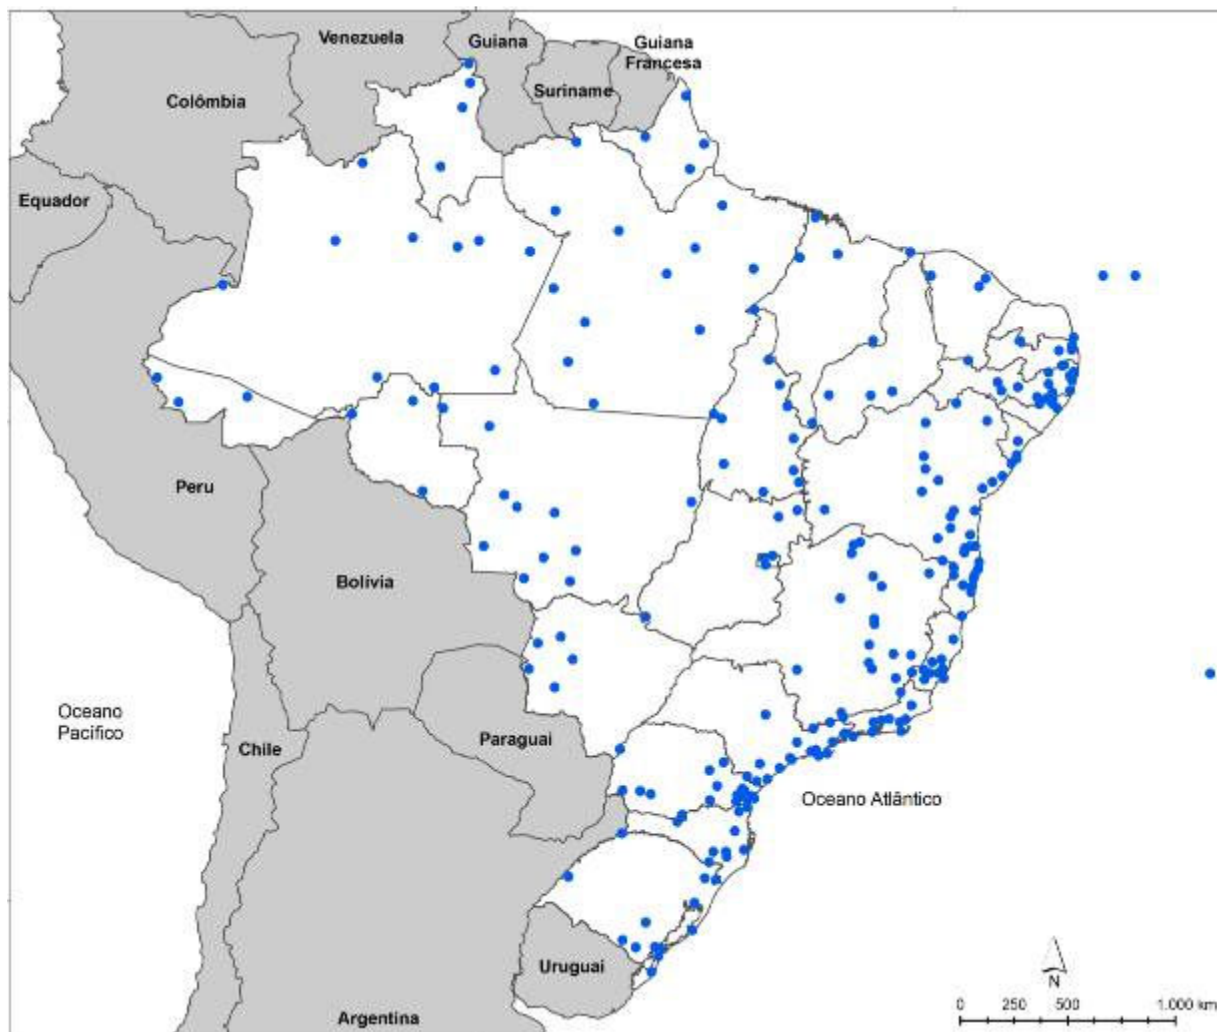 Venezuela
Guiana
Guiana
Francesa
Suriname
Colômbia
Equador
Peru
Bolívia
Oceano
Pacífico
Chile
Paraguai
Oceano Atlântico
Uruguai
Argentina
N
0 250 500 1.000 km